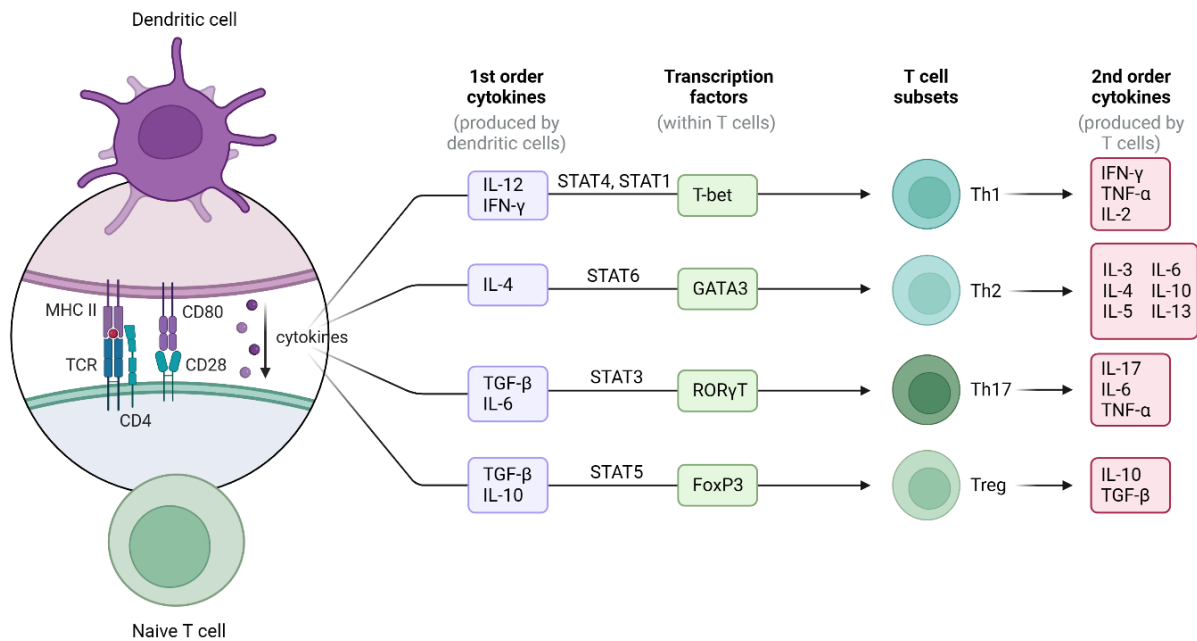 Dendritic cell
MHC II
CD80
TCR
CD28
CD4
cytokines
Naive T cell
1st order
cytokines
(produced by
dendritic cells)
Transcription
factors
(within T cells)
T cell
subsets
2nd order
cytokines
(produced by
T cells)
IL-12
IFN-γ
STAT4, STAT1
T-bet
Th1
IFN-γ
TNF-α
IL-2
IL-4
STAT6
GATA3
Th2
IL-3 IL-6
IL-4 IL-10
IL-5 IL-13
TGF-β
IL-6
STAT3
RORγT
Th17
IL-17
IL-6
TNF-α
TGF-β
IL-10
STAT5
FoxP3
Treg
IL-10
TGF-β